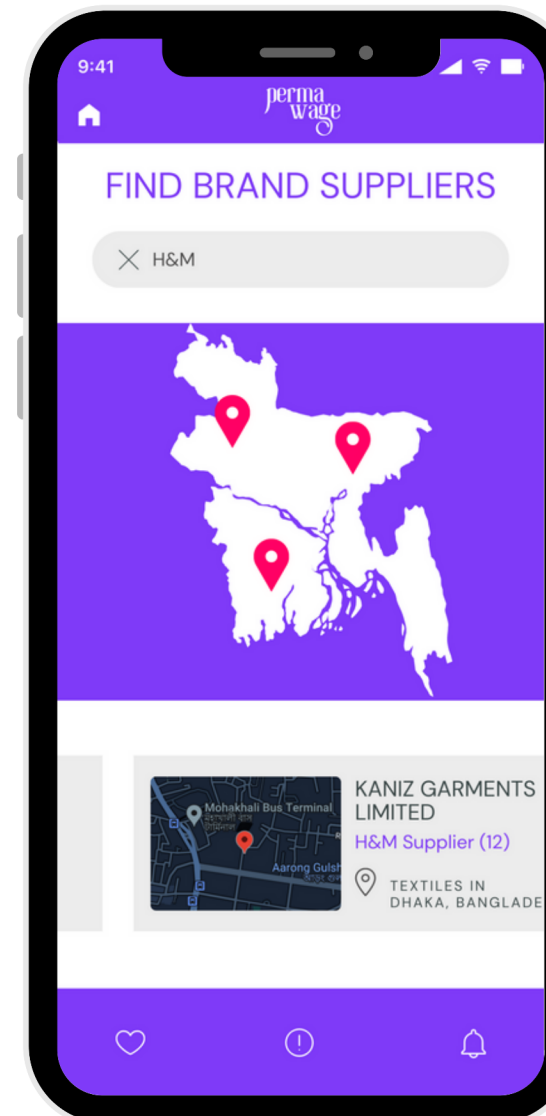 9:41
perma
wage
FIND BRAND SUPPLIERS
H&M
Mohakhali Bus Terminal
মহাখালী বাস
টার্মিনাল
Aarong Gulsh
KANIZ GARMENTS
LIMITED
H&M Supplier (12)
TEXTILES IN
DHAKA, BANGLADE